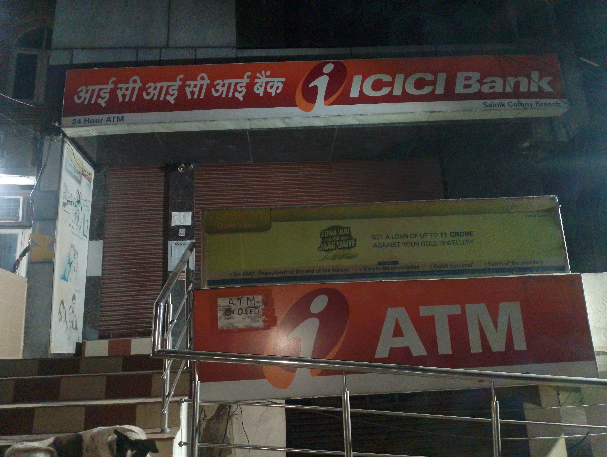 आई सी आई सी आई बैंक
ICICI Bank
24 Hour ATM
Sainik Colony Branch
GET A LOAN OF UP TO ₹1 CRORE
AGAINST YOUR GOLD JEWELLERY
ATM
CLOSED
ATM